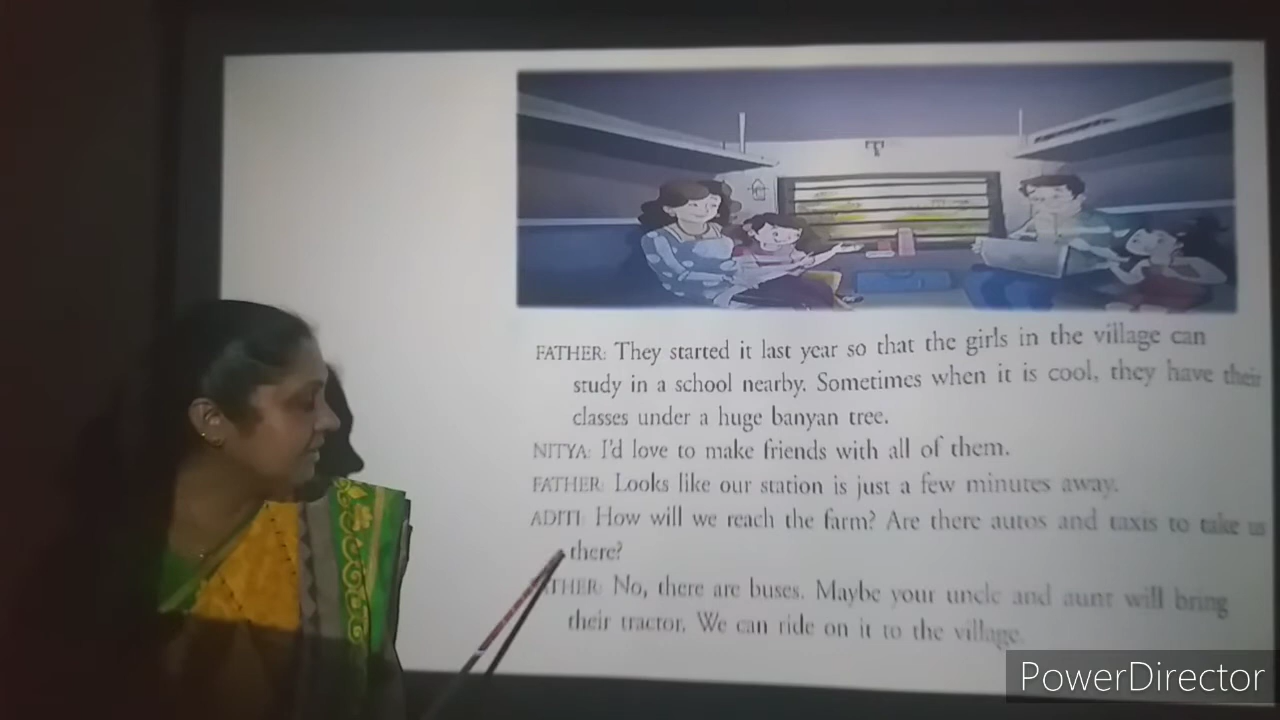 FATHER: They started it last year so that the girls in the village can
study in a school nearby. Sometimes when it is cool, they have their
classes under a huge banyan tree.
NITYA: I'd love to make friends with all of them.
FATHER: Looks like our station is just a few minutes away.
ADITI: How will we reach the farm? Are there autos and taxis to take us
there?
THER: No, there are buses. Maybe your uncle and aunt will bring
their tractor. We can ride on it to the village.
PowerDirector